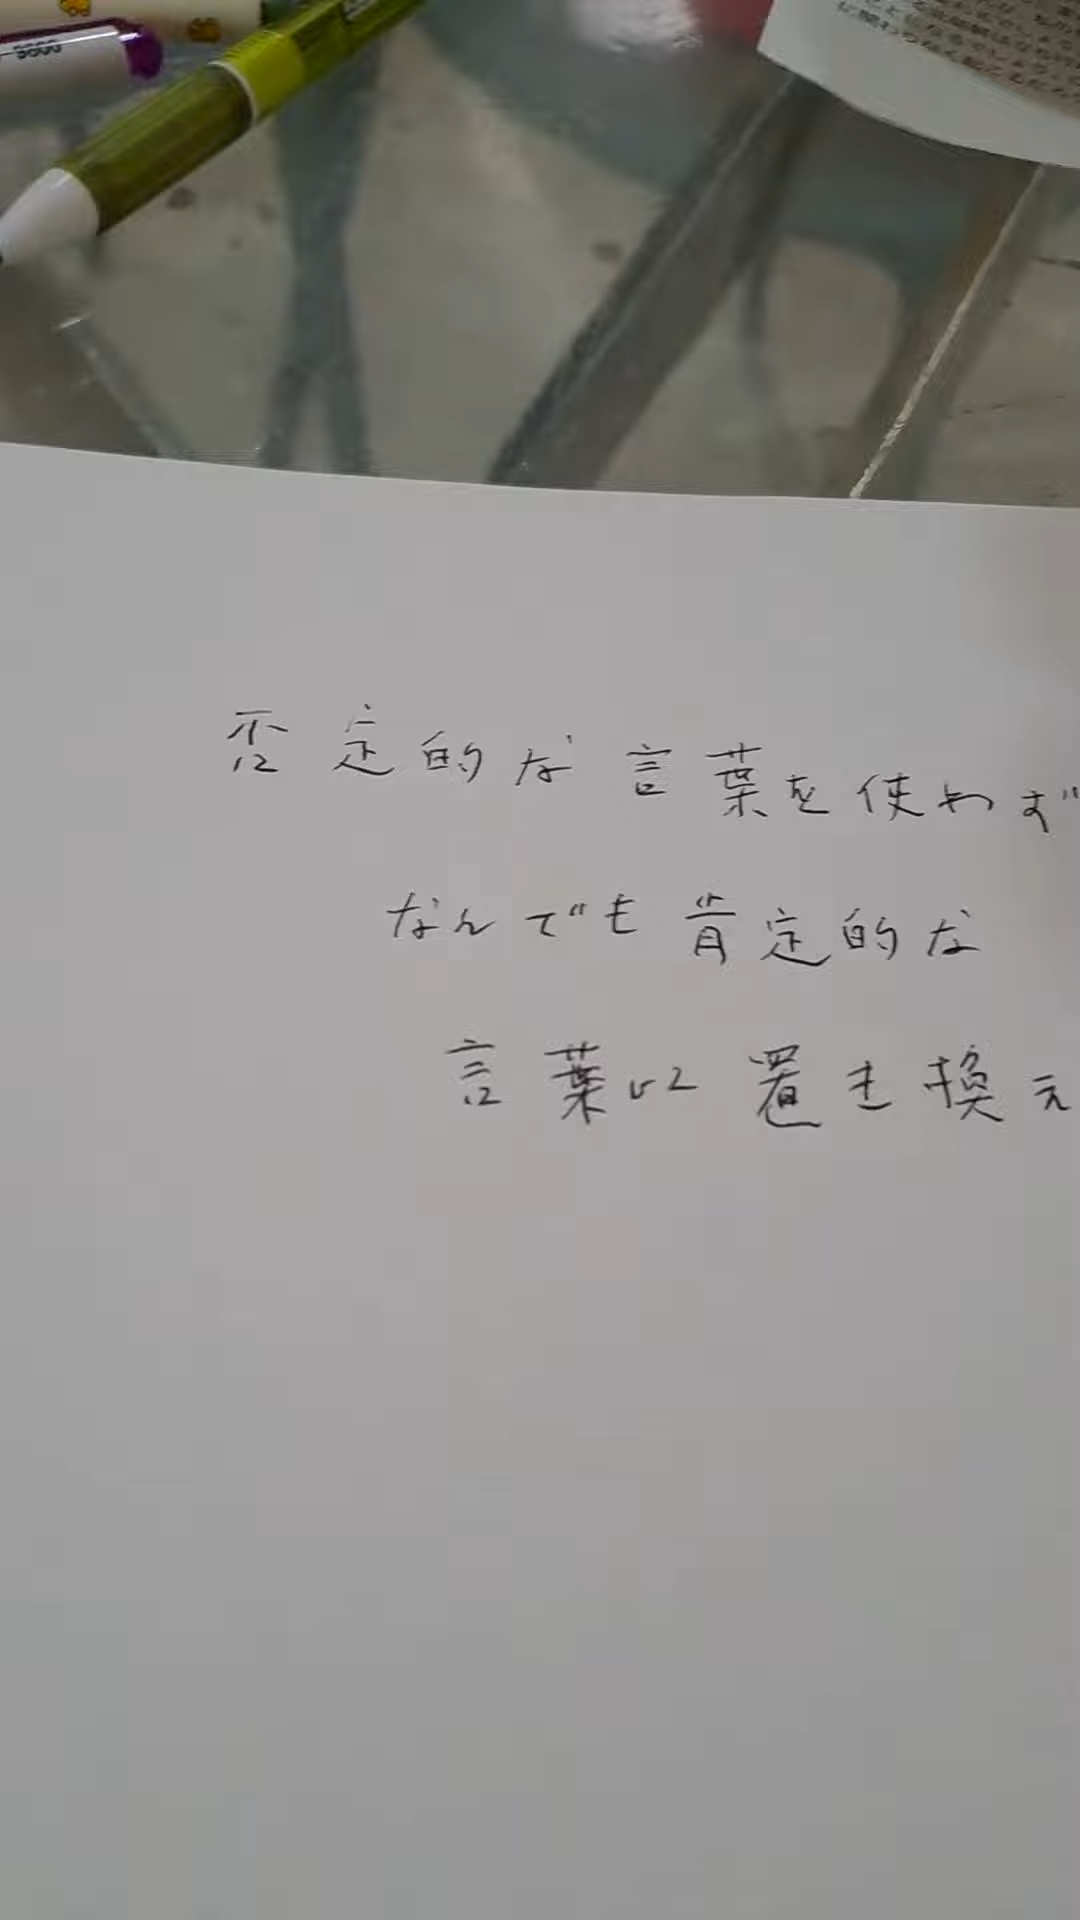 否定的な言葉を使わず
なんでも肯定的な
言葉に置き換え